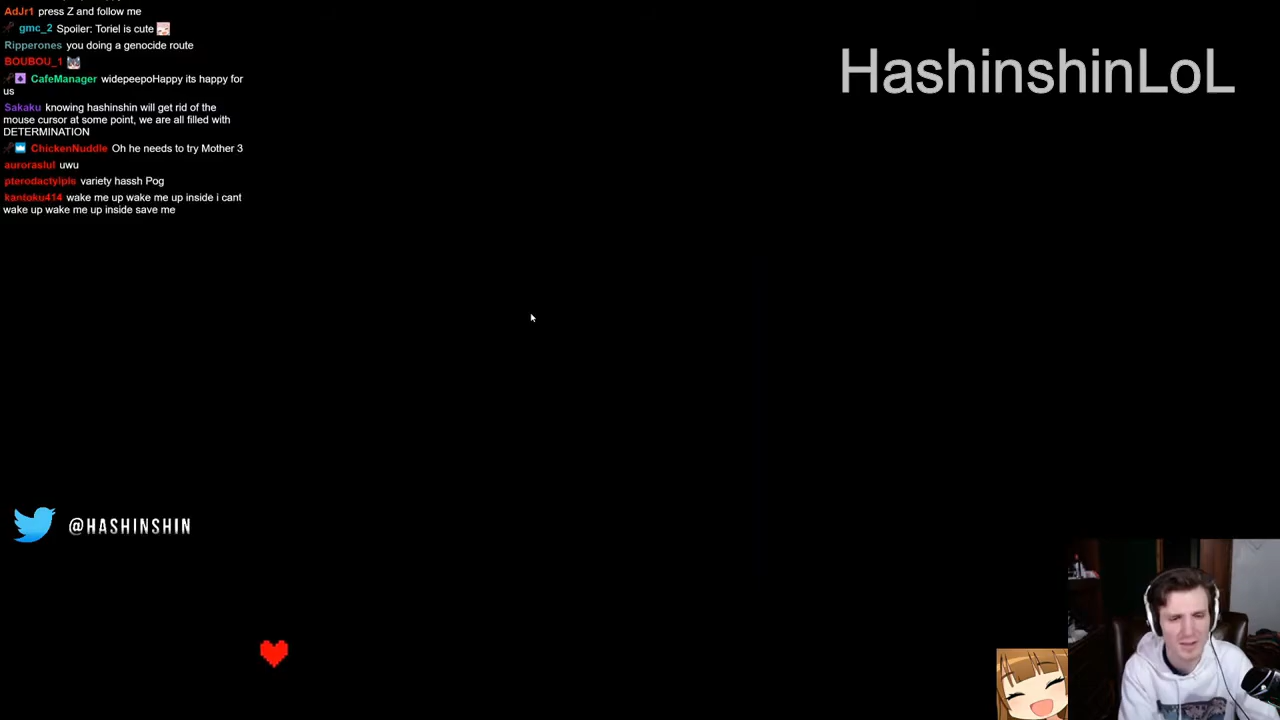 AdJr1 press Z and follow me
gmc_2 Spoiler: Toriel is cute
Ripperones you doing a genocide route
BOUBOU_1
CafeManager widepeepoHappy its happy for
us
Sakaku knowing hashinshin will get rid of the
mouse cursor at some point, we are all filled with
DETERMINATION
ChickenNuddle Oh he needs to try Mother 3
auroraslul uwu
pterodactylpls variety hassh Pog
kantoku414 wake me up wake me up inside i cant
wake up wake me up inside save me
HashinshinLoL
@HASHINSHIN